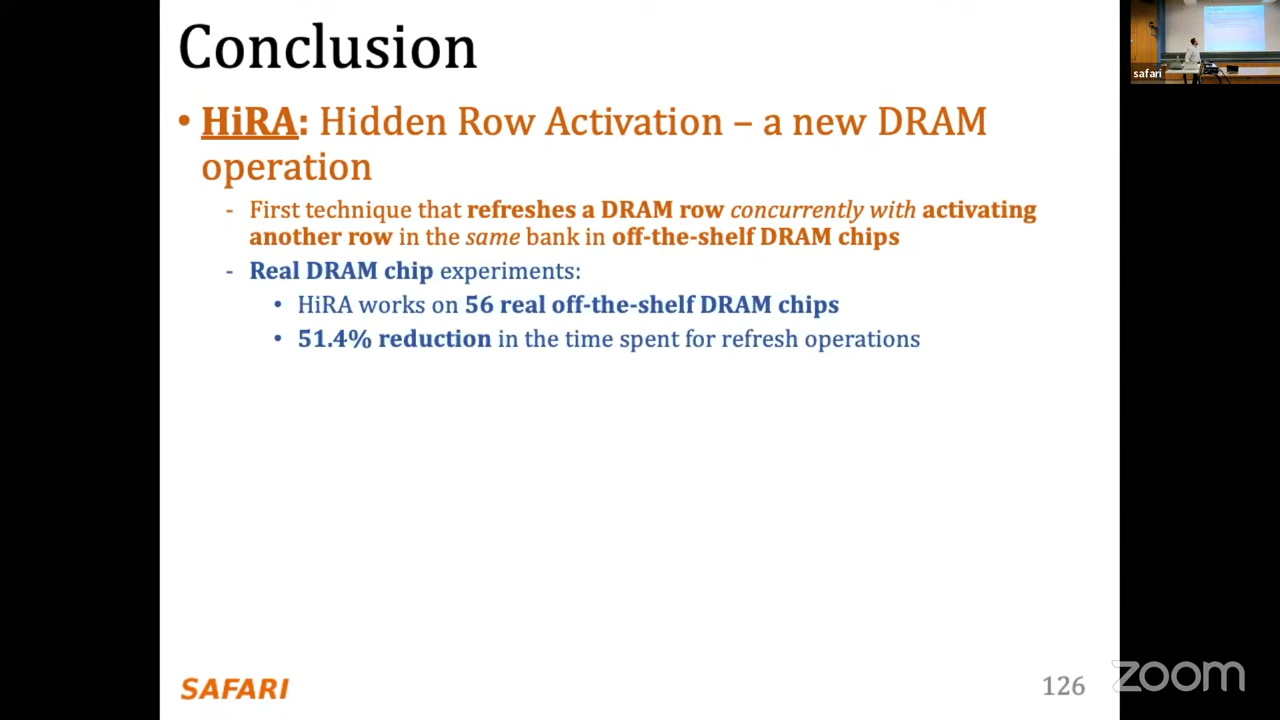 Conclusion
• HiRA: Hidden Row Activation – a new DRAM
operation
- First technique that refreshes a DRAM row concurrently with activating
another row in the same bank in off-the-shelf DRAM chips
- Real DRAM chip experiments:
• HiRA works on 56 real off-the-shelf DRAM chips
• 51.4% reduction in the time spent for refresh operations
SAFARI
126
zoom
safari